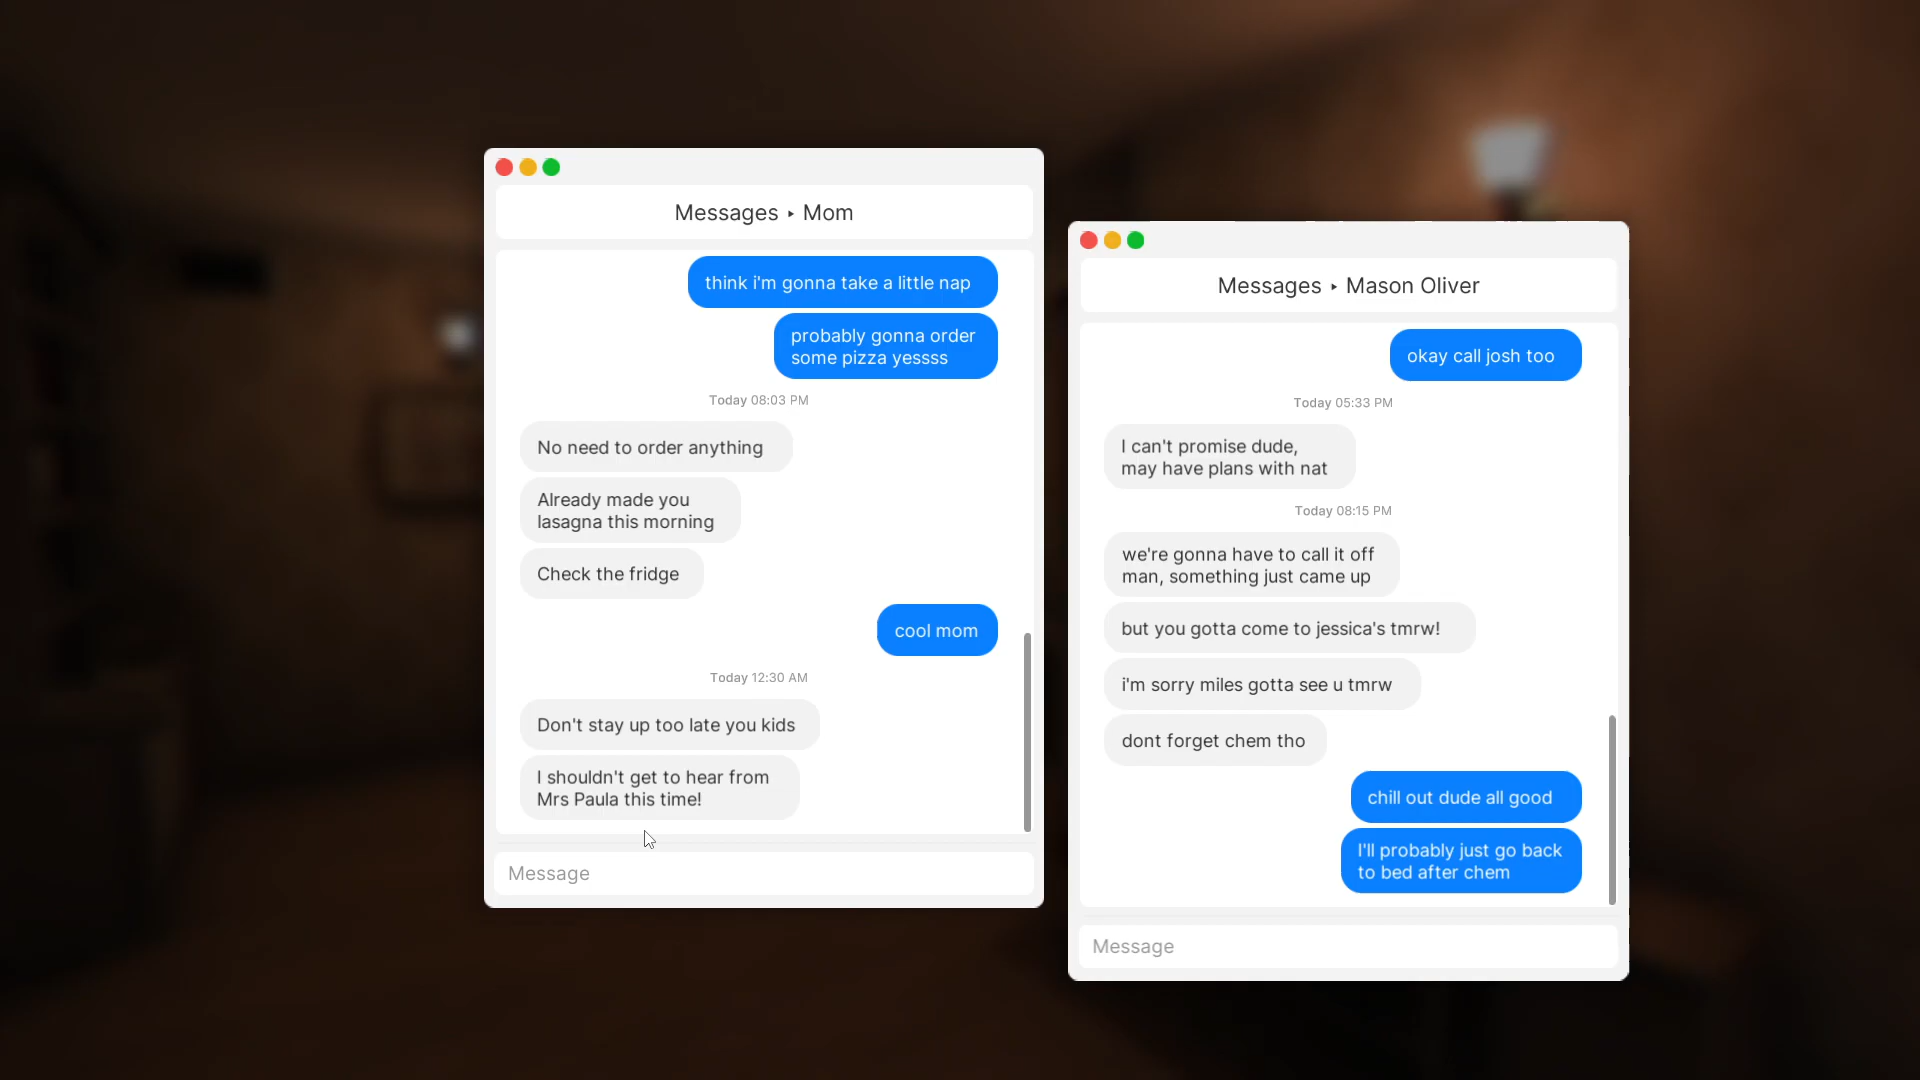 Messages ▸ Mom
think i'm gonna take a little nap
probably gonna order
some pizza yessss
Today 08:03 PM
No need to order anything
Already made you
lasagna this morning
Check the fridge
cool mom
Today 12:30 AM
Don't stay up too late you kids
I shouldn't get to hear from
Mrs Paula this time!
Message
Messages ▸ Mason Oliver
okay call josh too
Today 05:33 PM
I can't promise dude,
may have plans with nat
Today 08:15 PM
we're gonna have to call it off
man, something just came up
but you gotta come to jessica's tmrw!
i'm sorry miles gotta see u tmrw
dont forget chem tho
chill out dude all good
I'll probably just go back
to bed after chem
Message